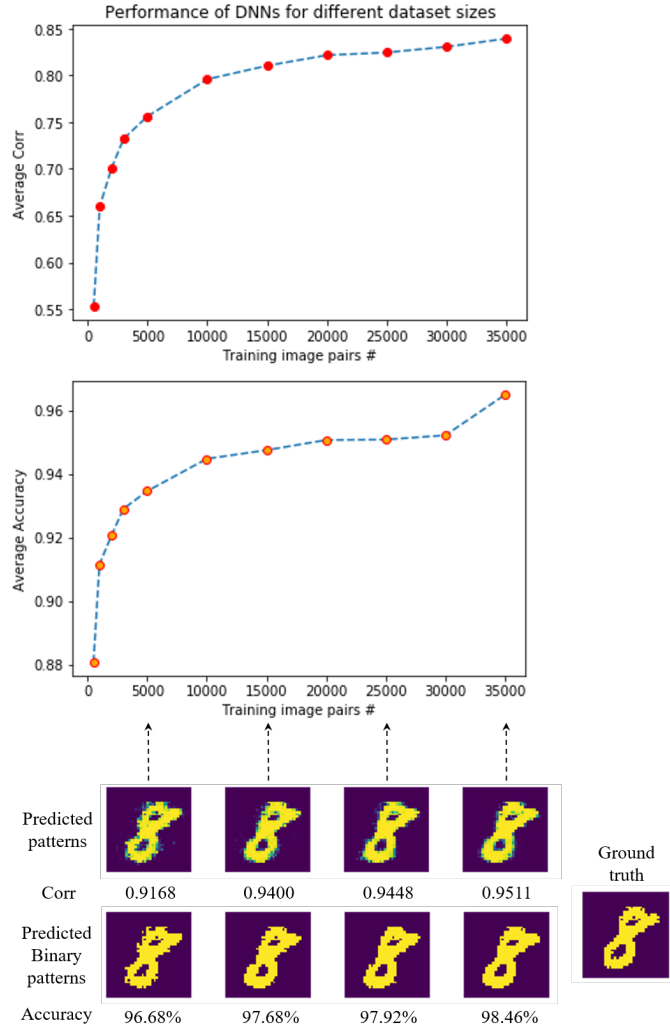 Performance of DNNs for different dataset sizes
0.85
0.80
0.75
0.70
0.65
0.60
0.55
Average Corr
0 5000 10000 15000 20000 25000 30000 35000
Training image pairs #
0.96
0.94
0.92
0.90
0.88
Average Accuracy
0 5000 10000 15000 20000 25000 30000 35000
Training image pairs #
Predicted
patterns
Corr 0.9168 0.9400 0.9448 0.9511
Ground
truth
Predicted
Binary
patterns
Accuracy 96.68% 97.68% 97.92% 98.46%